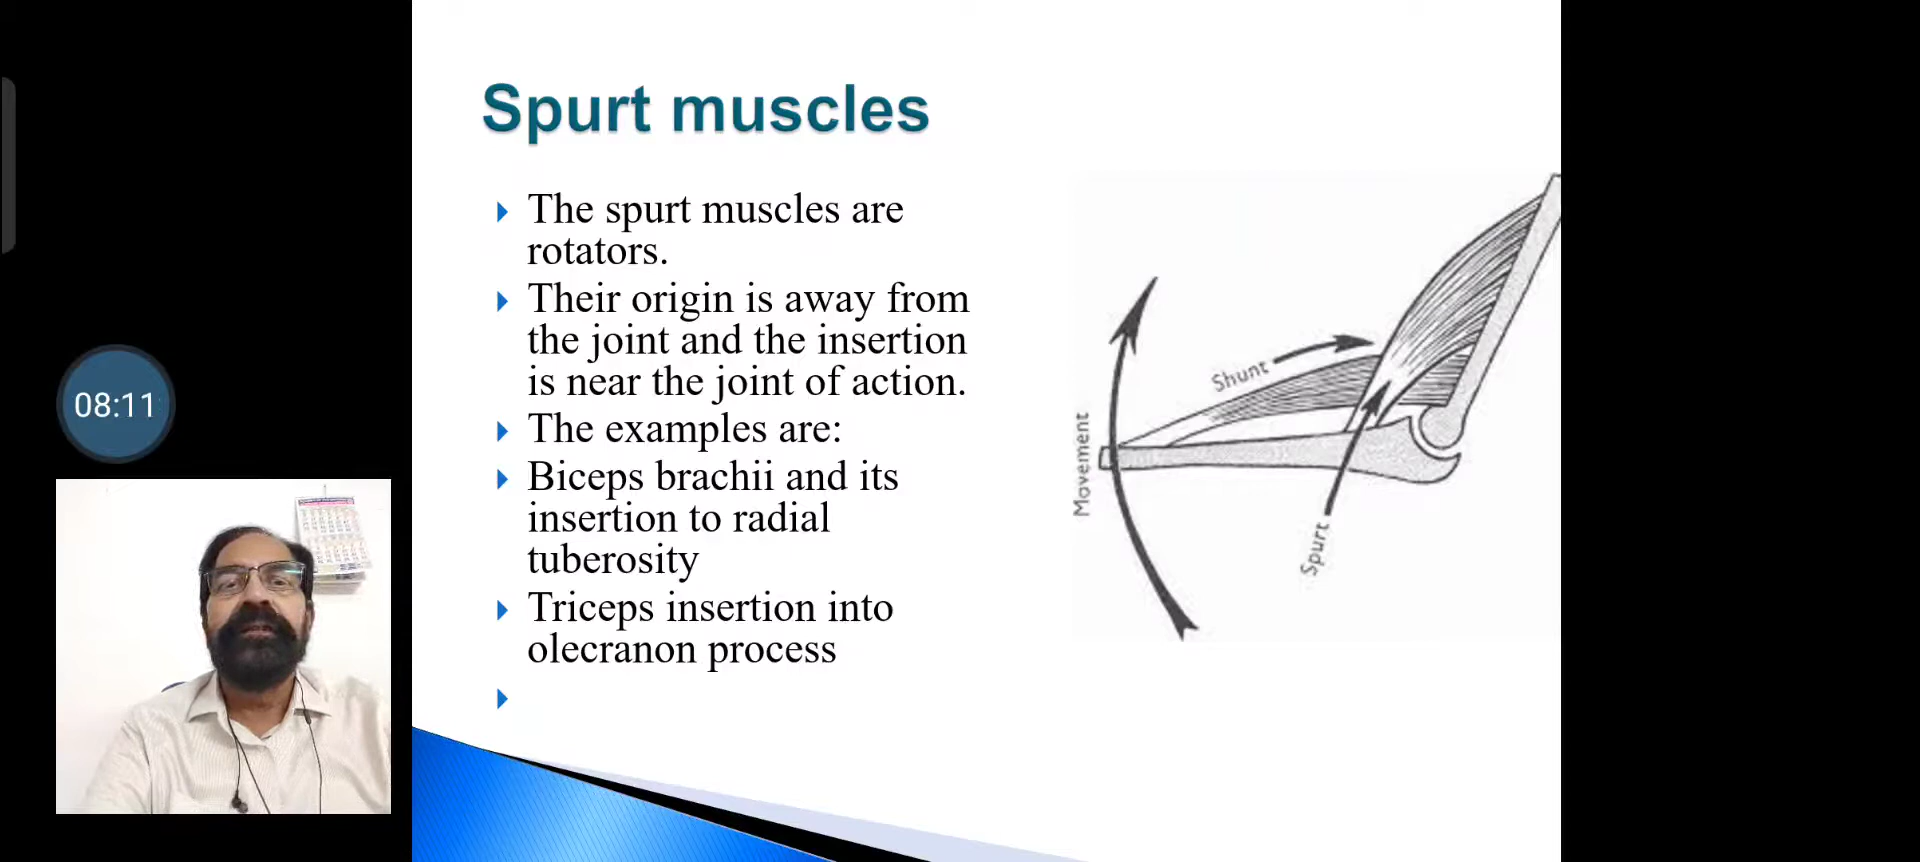 Spurt muscles
The spurt muscles are
rotators.
Their origin is away from
the joint and the insertion
is near the joint of action.
The examples are:
Biceps brachii and its
insertion to radial
tuberosity
Triceps insertion into
olecranon process
Shunt
Movement
Spurt
08:11